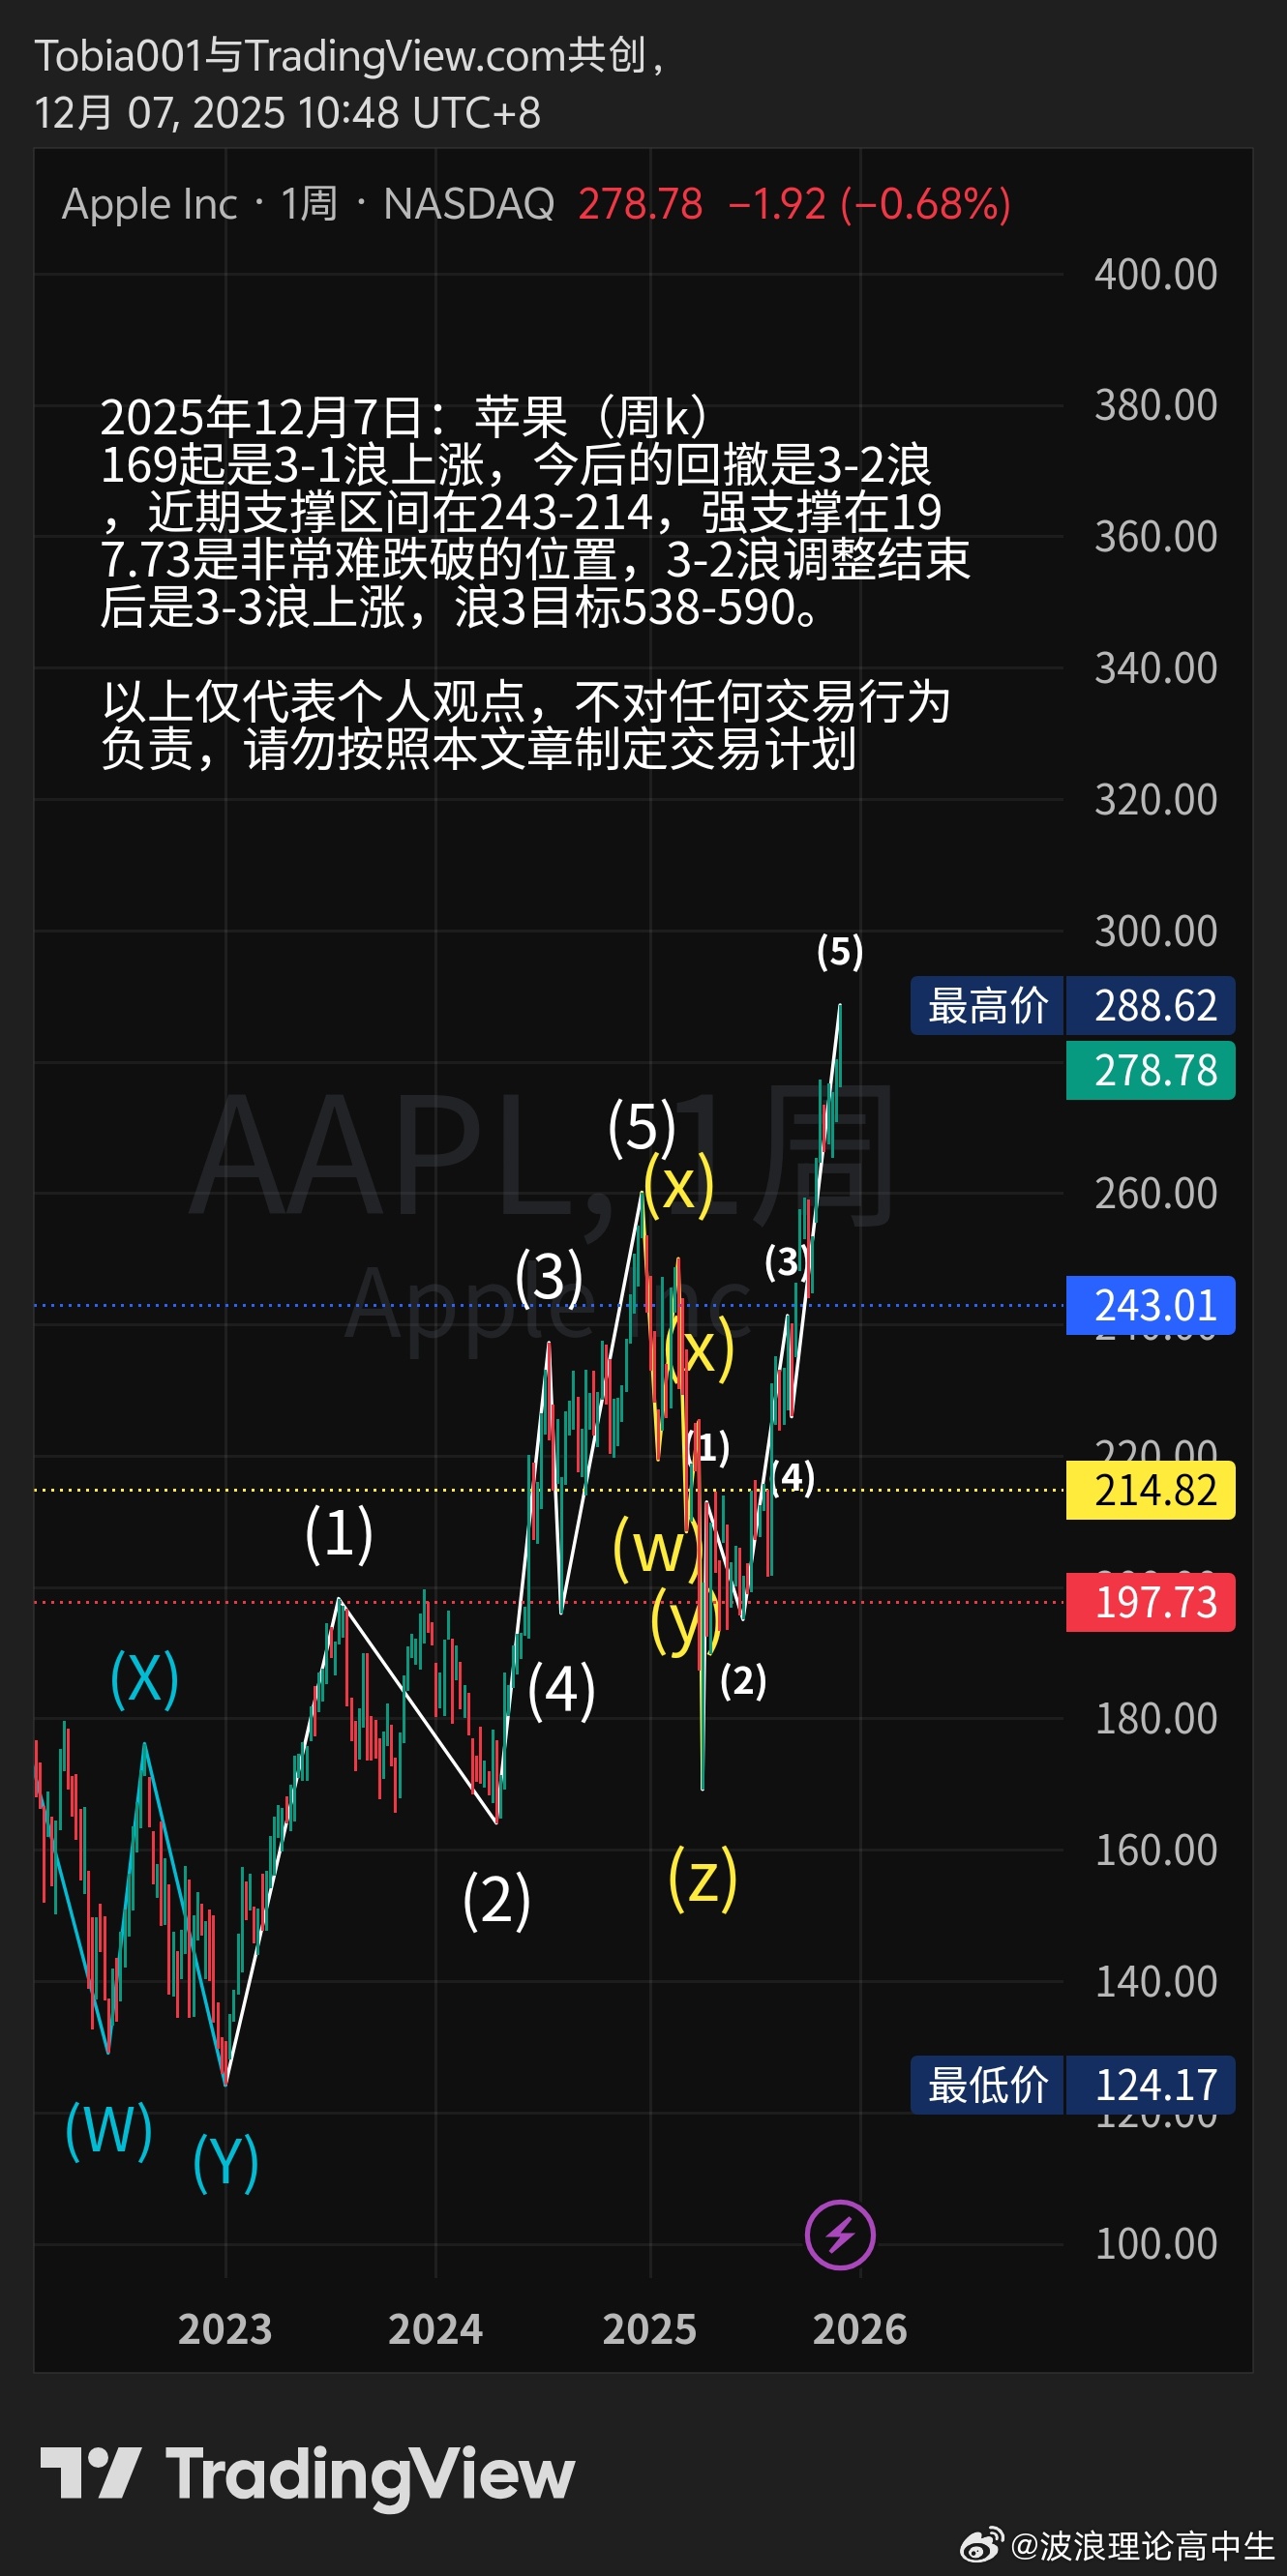 Tobia001与TradingView.com共创，
12月 07, 2025 10:48 UTC+8
Apple Inc · 1周 · NASDAQ 278.78 −1.92 (−0.68%)
400.00
2025年12月7日：苹果（周k）
380.00
169起是3-1浪上涨，今后的回撤是3-2浪
，近期支撑区间在243-214，强支撑在19
360.00
7.73是非常难跌破的位置，3-2浪调整结束
后是3-3浪上涨，浪3目标538-590。
340.00
以上仅代表个人观点，不对任何交易行为
负责，请勿按照本文章制定交易计划
320.00
300.00
(5)
最高价 288.62
278.78
AAPL, 1周
Apple Inc
(5)
(x)
260.00
(3)
(3)
243.01
240.00
(x)
(1)
220.00
(4)
214.82
(1)
(w)
197.73
(y)
(X)
(2)
(4)
180.00
160.00
(z)
(2)
140.00
最低价 124.17
120.00
(W)
(Y)
100.00
2023 2024 2025 2026
TradingView
@波浪理论高中生